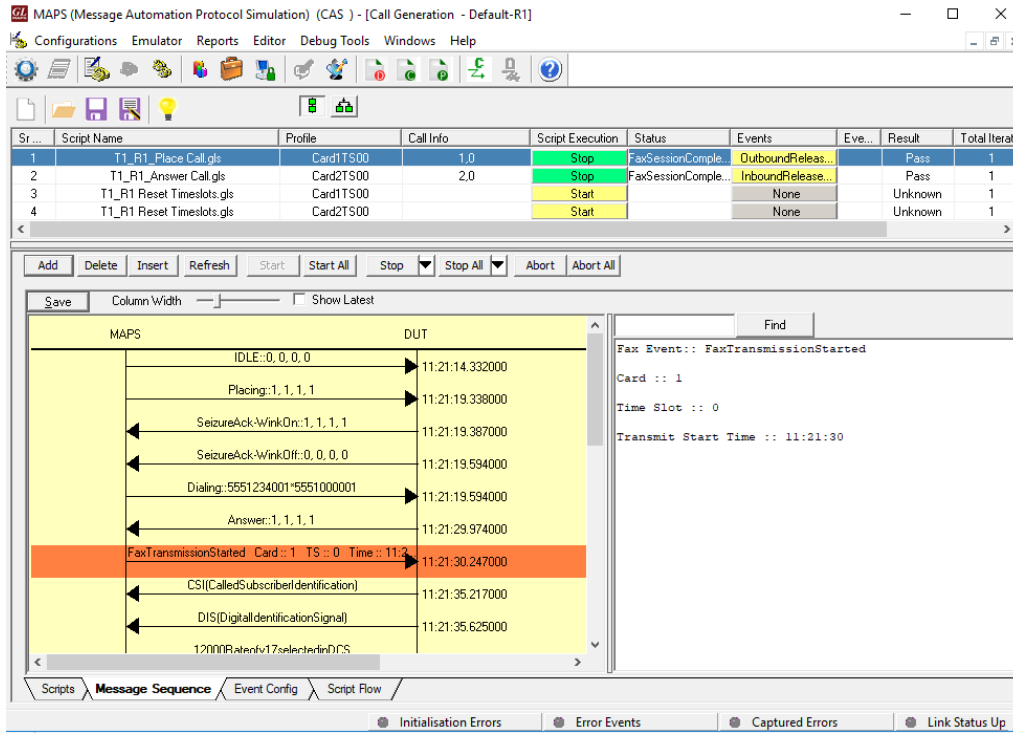 GL MAPS (Message Automation Protocol Simulation) (CAS ) - [Call Generation - Default-R1]
Configurations Emulator Reports Editor Debug Tools Windows Help
Sr ... Script Name Profile Call Info Script Execution Status Events Eve... Result Total Iterat
1 T1_R1_Place Call.gls Card1TS00 1,0 Stop FaxSessionComple... OutboundReleas... Pass 1
2 T1_R1_Answer Call.gls Card2TS00 2,0 Stop FaxSessionComple... InboundRelease... Pass 1
3 T1_R1 Reset Timeslots.gls Card1TS00 Start None Unknown 1
4 T1_R1 Reset Timeslots.gls Card2TS00 Start None Unknown 1
Add Delete Insert Refresh Start Start All Stop Stop All Abort Abort All
Save Column Width Show Latest
MAPS DUT
IDLE::0, 0, 0, 0
11:21:14.332000
Placing::1, 1, 1, 1
11:21:19.338000
SeizureAck-WinkOn::1, 1, 1, 1
11:21:19.387000
SeizureAck-WinkOff::0, 0, 0, 0
11:21:19.594000
Dialing::5551234001*5551000001
11:21:19.594000
Answer::1, 1, 1, 1
11:21:29.974000
FaxTransmissionStarted Card :: 1 TS :: 0 Time :: 11:2...
11:21:30.247000
CSI(CalledSubscriberIdentification)
11:21:35.217000
DIS(DigitalIdentificationSignal)
11:21:35.625000
12000Rateofv17selectedinDCS
Find
Fax Event:: FaxTransmissionStarted
Card :: 1
Time Slot :: 0
Transmit Start Time :: 11:21:30
Scripts Message Sequence Event Config Script Flow
Initialisation Errors Error Events Captured Errors Link Status Up